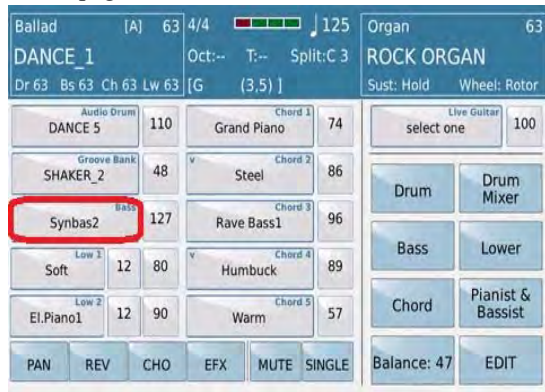 Ballad [A] 63 4/4 125 Organ 63
DANCE_1 Oct:-- T:-- Split:C 3 ROCK ORGAN
Dr 63 Bs 63 Ch 63 Lw 63 [G (3,5) ] Sust: Hold Wheel: Rotor
Audio Drum
DANCE 5 110
Chord 1
Grand Piano 74
Live Guitar
select one 100
Groove Bank
SHAKER_2 48
v Chord 2
Steel 86
Drum
Drum
Mixer
Bass
Synbas2 127
Chord 3
Rave Bass1 96
Bass
Lower
Low 1
Soft 12 80
v Chord 4
Humbuck 89
Low 2
El.Piano1 12 90
Chord 5
Warm 57
Chord
Pianist &
Bassist
PAN REV CHO EFX MUTE SINGLE
Balance: 47 EDIT